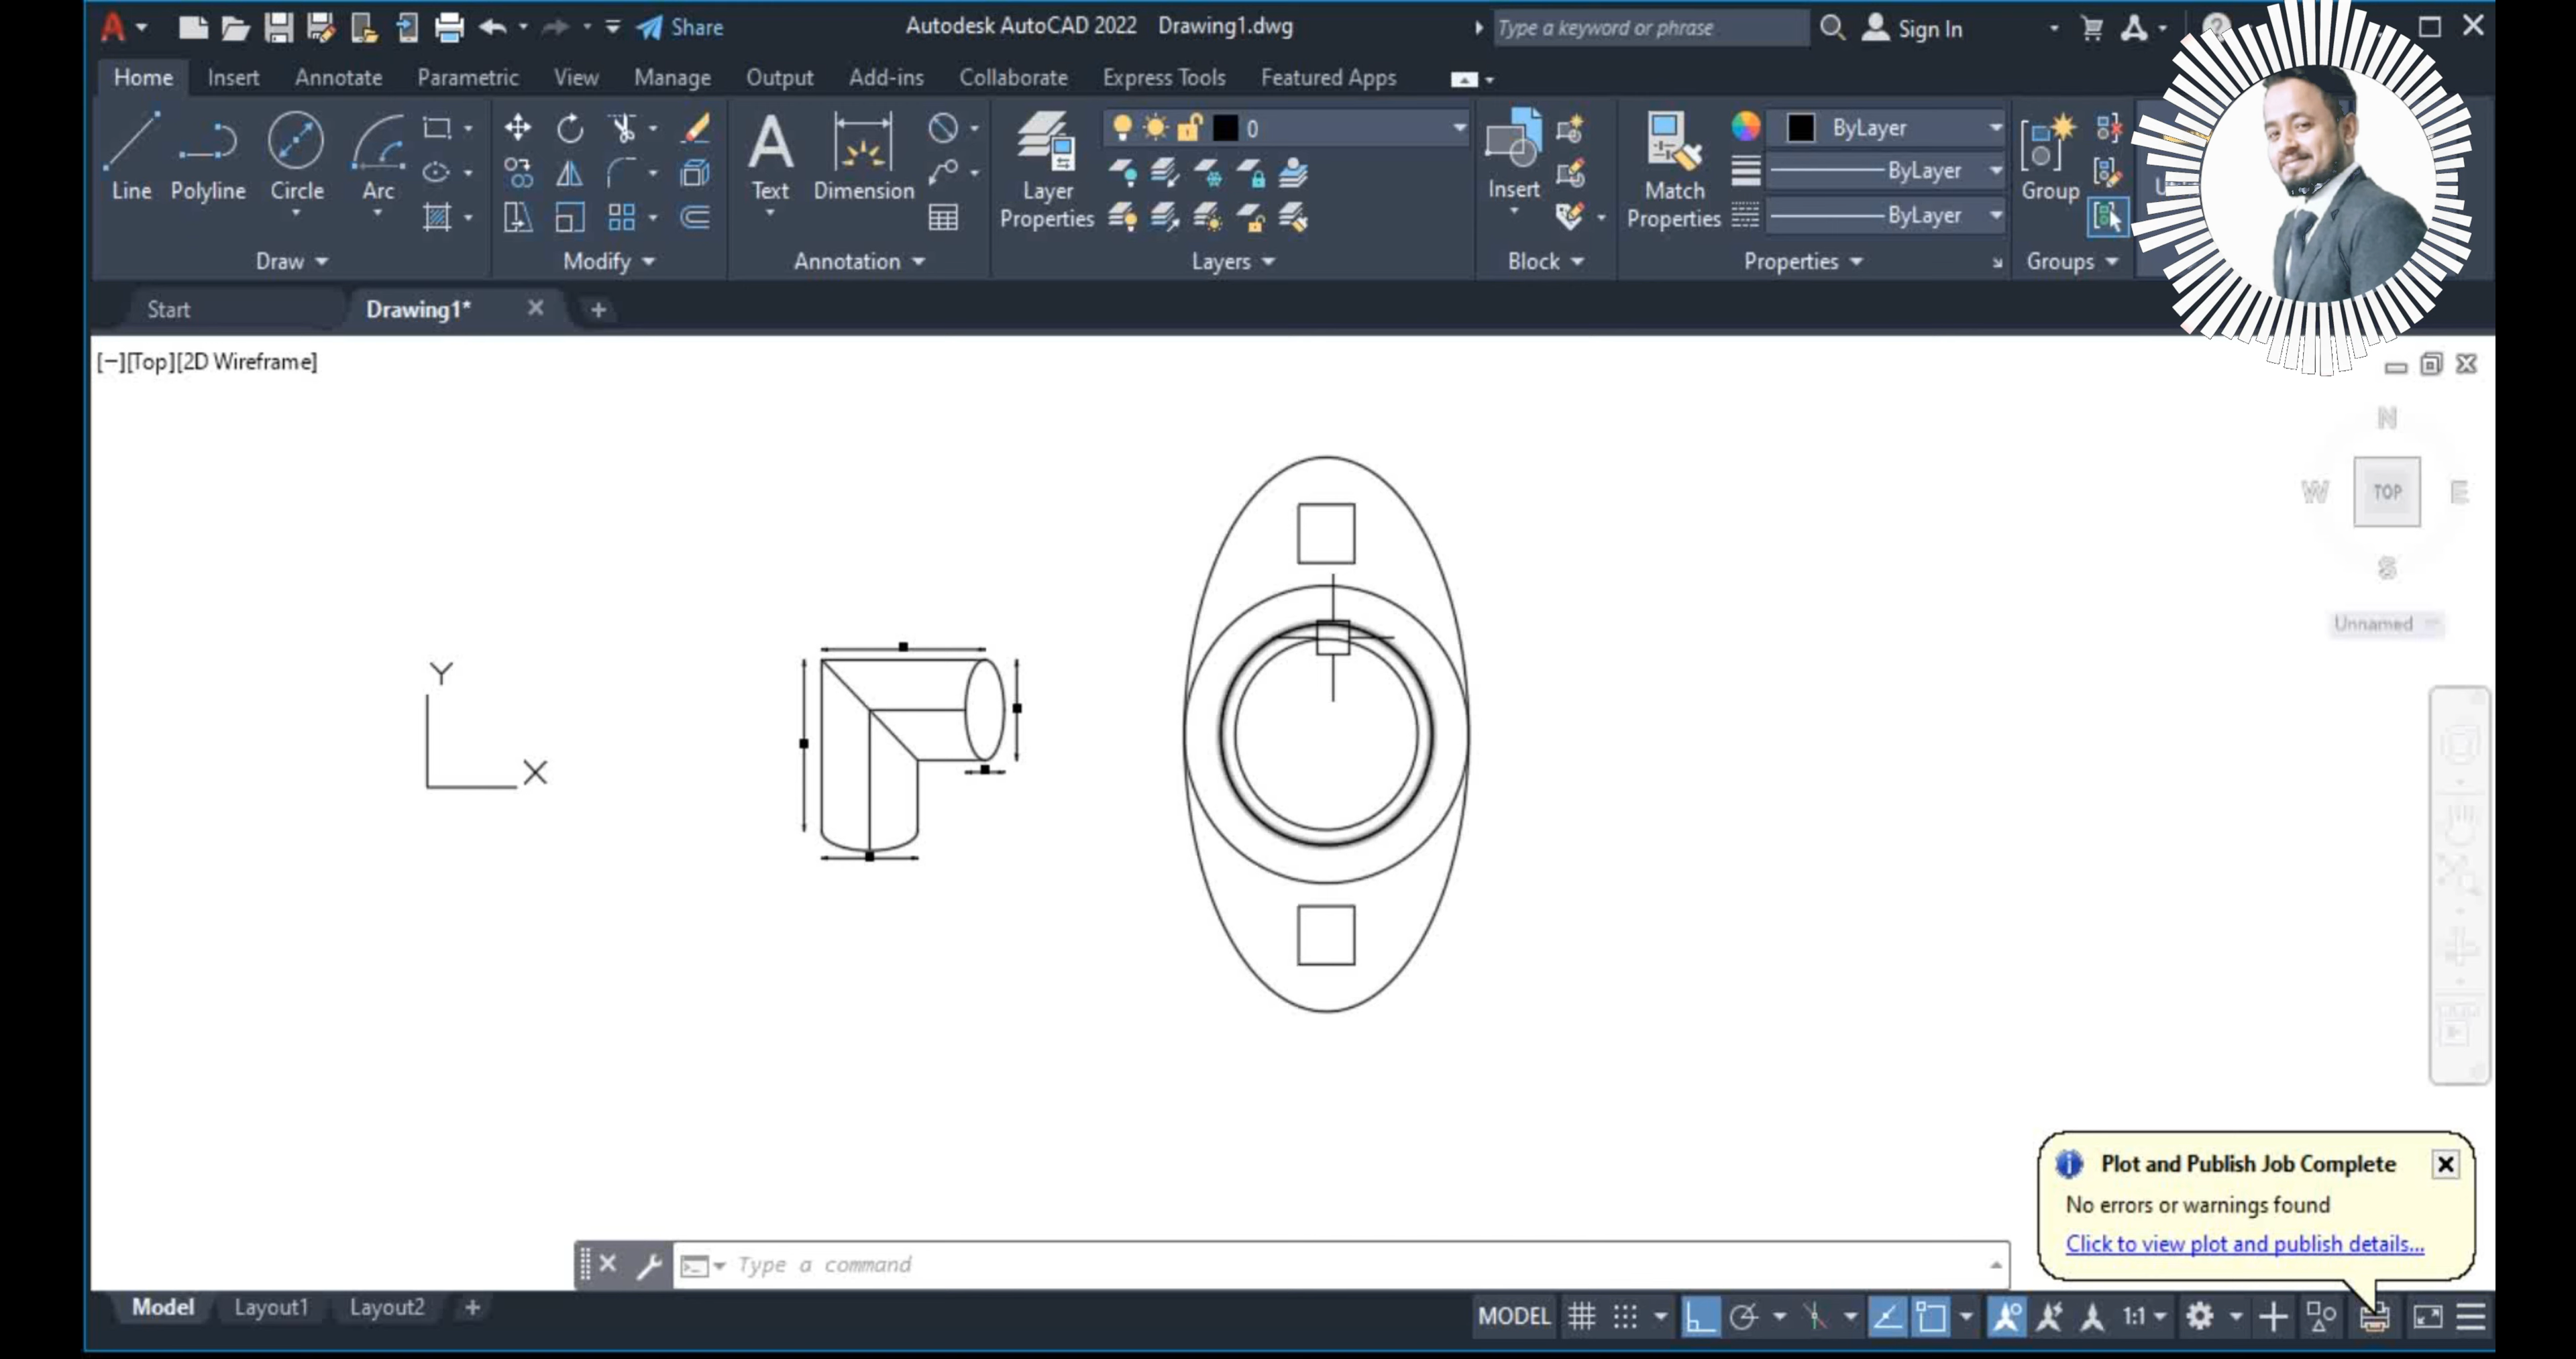 Share
Autodesk AutoCAD 2022 Drawing1.dwg
Type a keyword or phrase
Sign In
Home Insert Annotate Parametric View Manage Output Add-ins Collaborate Express Tools Featured Apps
0
ByLayer
ByLayer
ByLayer
Line Polyline Circle Arc
Text Dimension
Layer Properties
Insert
Match Properties
Group
Draw Modify Annotation Layers Block Properties Groups
Start Drawing1*
[−][Top][2D Wireframe]
N
W TOP E
S
Unnamed
Y
X
Plot and Publish Job Complete
No errors or warnings found
Click to view plot and publish details...
Type a command
Model Layout1 Layout2
MODEL 1:1